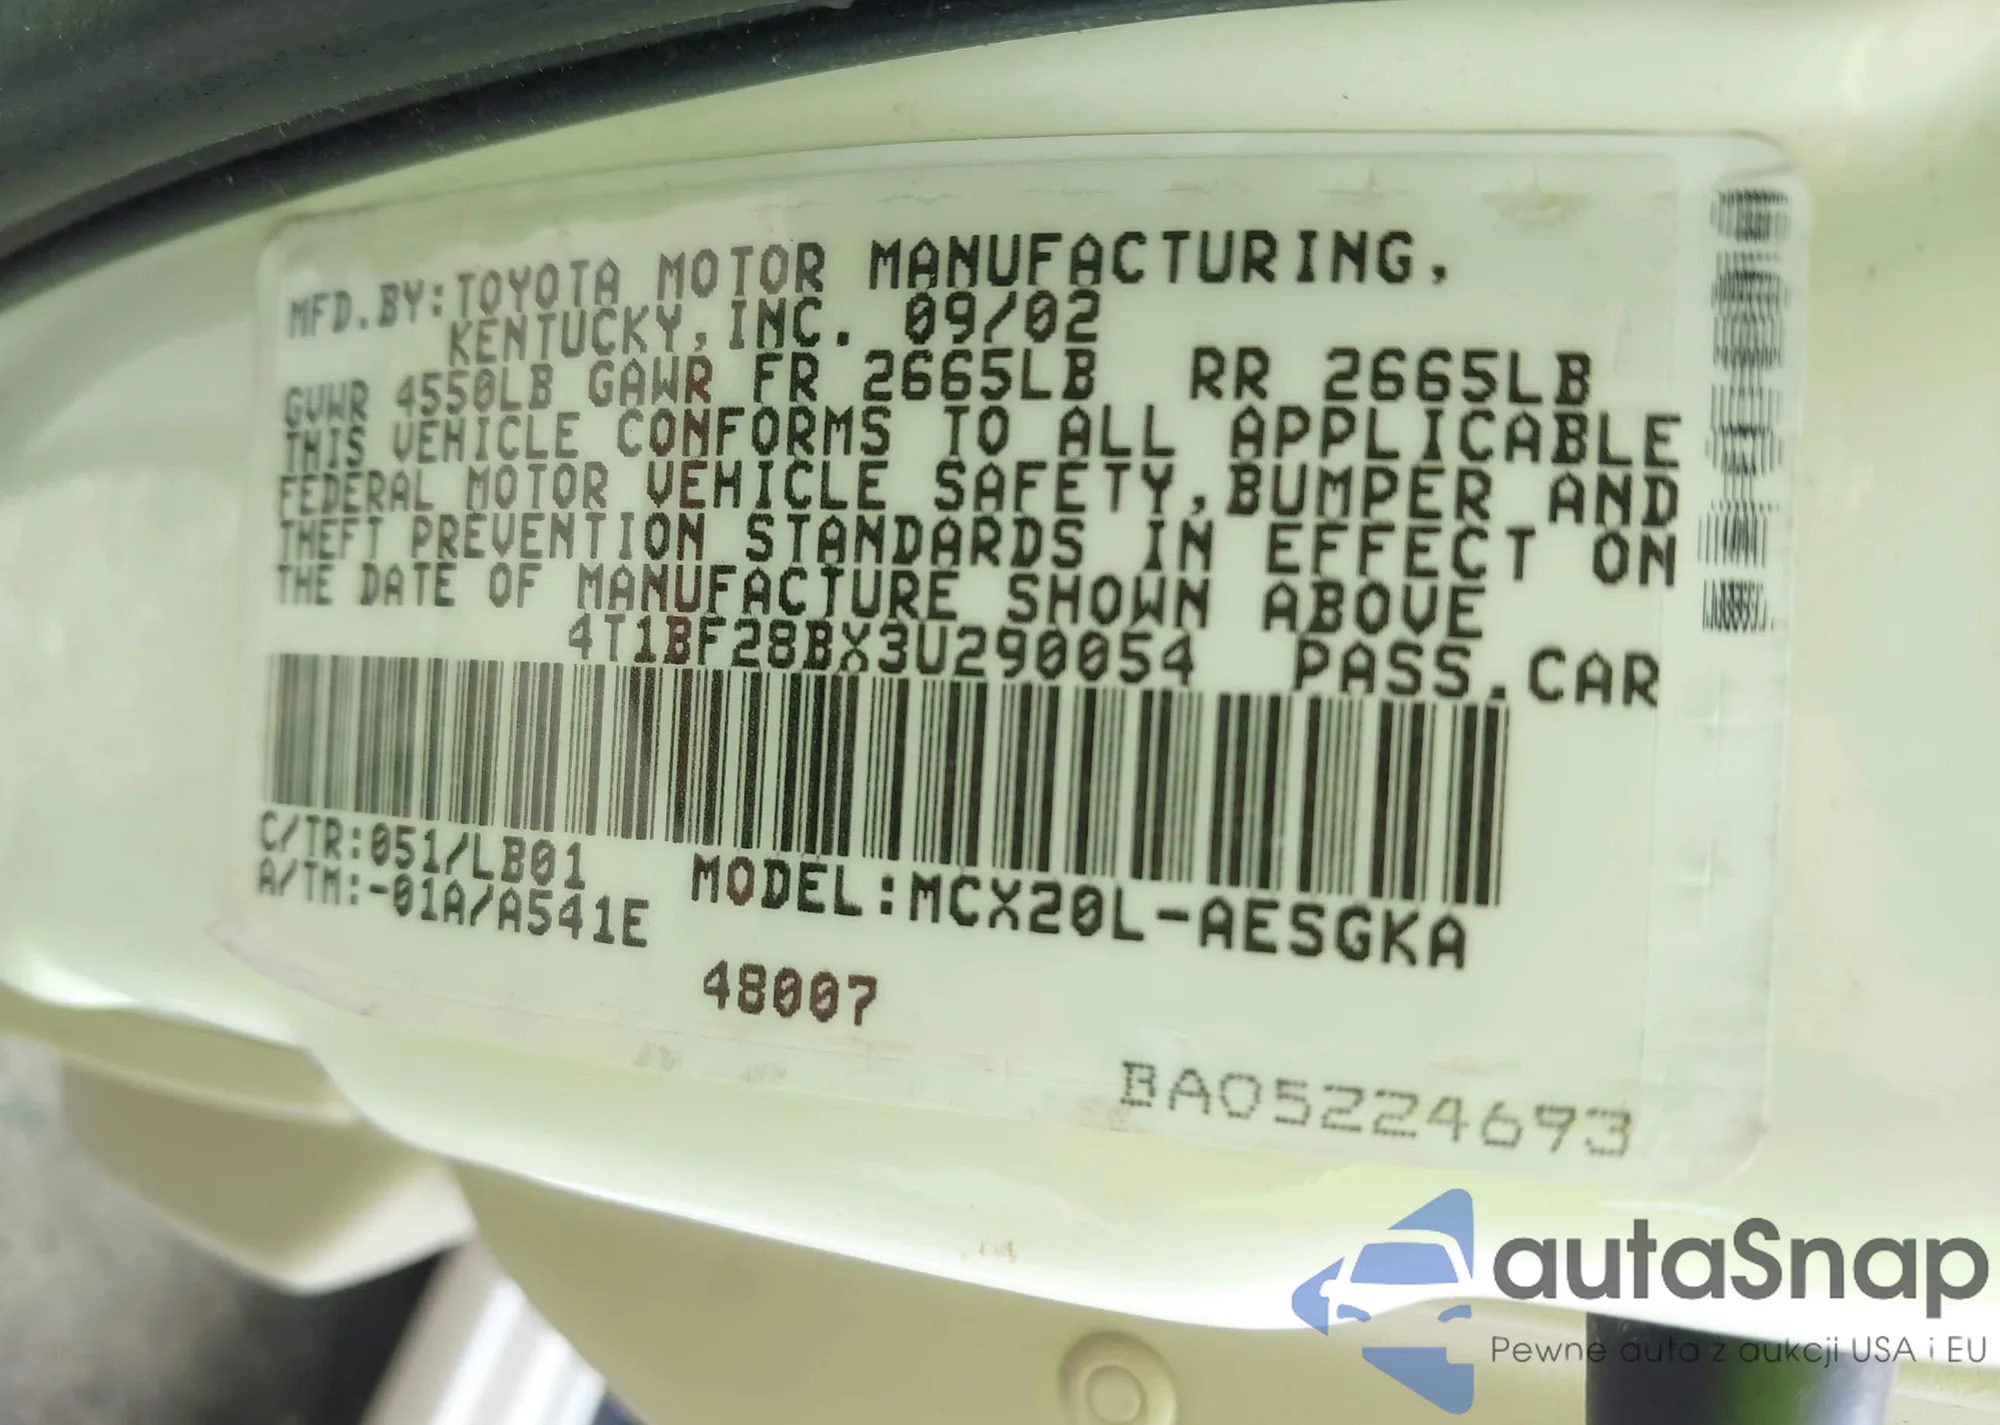 MFD.BY:TOYOTA MOTOR MANUFACTURING,
KENTUCKY,INC. 09/02
GVWR 4550LB GAWR FR 2665LB RR 2665LB
THIS VEHICLE CONFORMS TO ALL APPLICABLE
FEDERAL MOTOR VEHICLE SAFETY,BUMPER AND
THEFT PREVENTION STANDARDS IN EFFECT ON
THE DATE OF MANUFACTURE SHOWN ABOVE
4T1BF28BX3U290054 PASS.CAR
C/TR:051/LB01
A/TM:-01A/A541E
MODEL:MCX20L-AESGKA
48007
BA05224693
autaSnap
Pewne auta z aukcji USA i EU